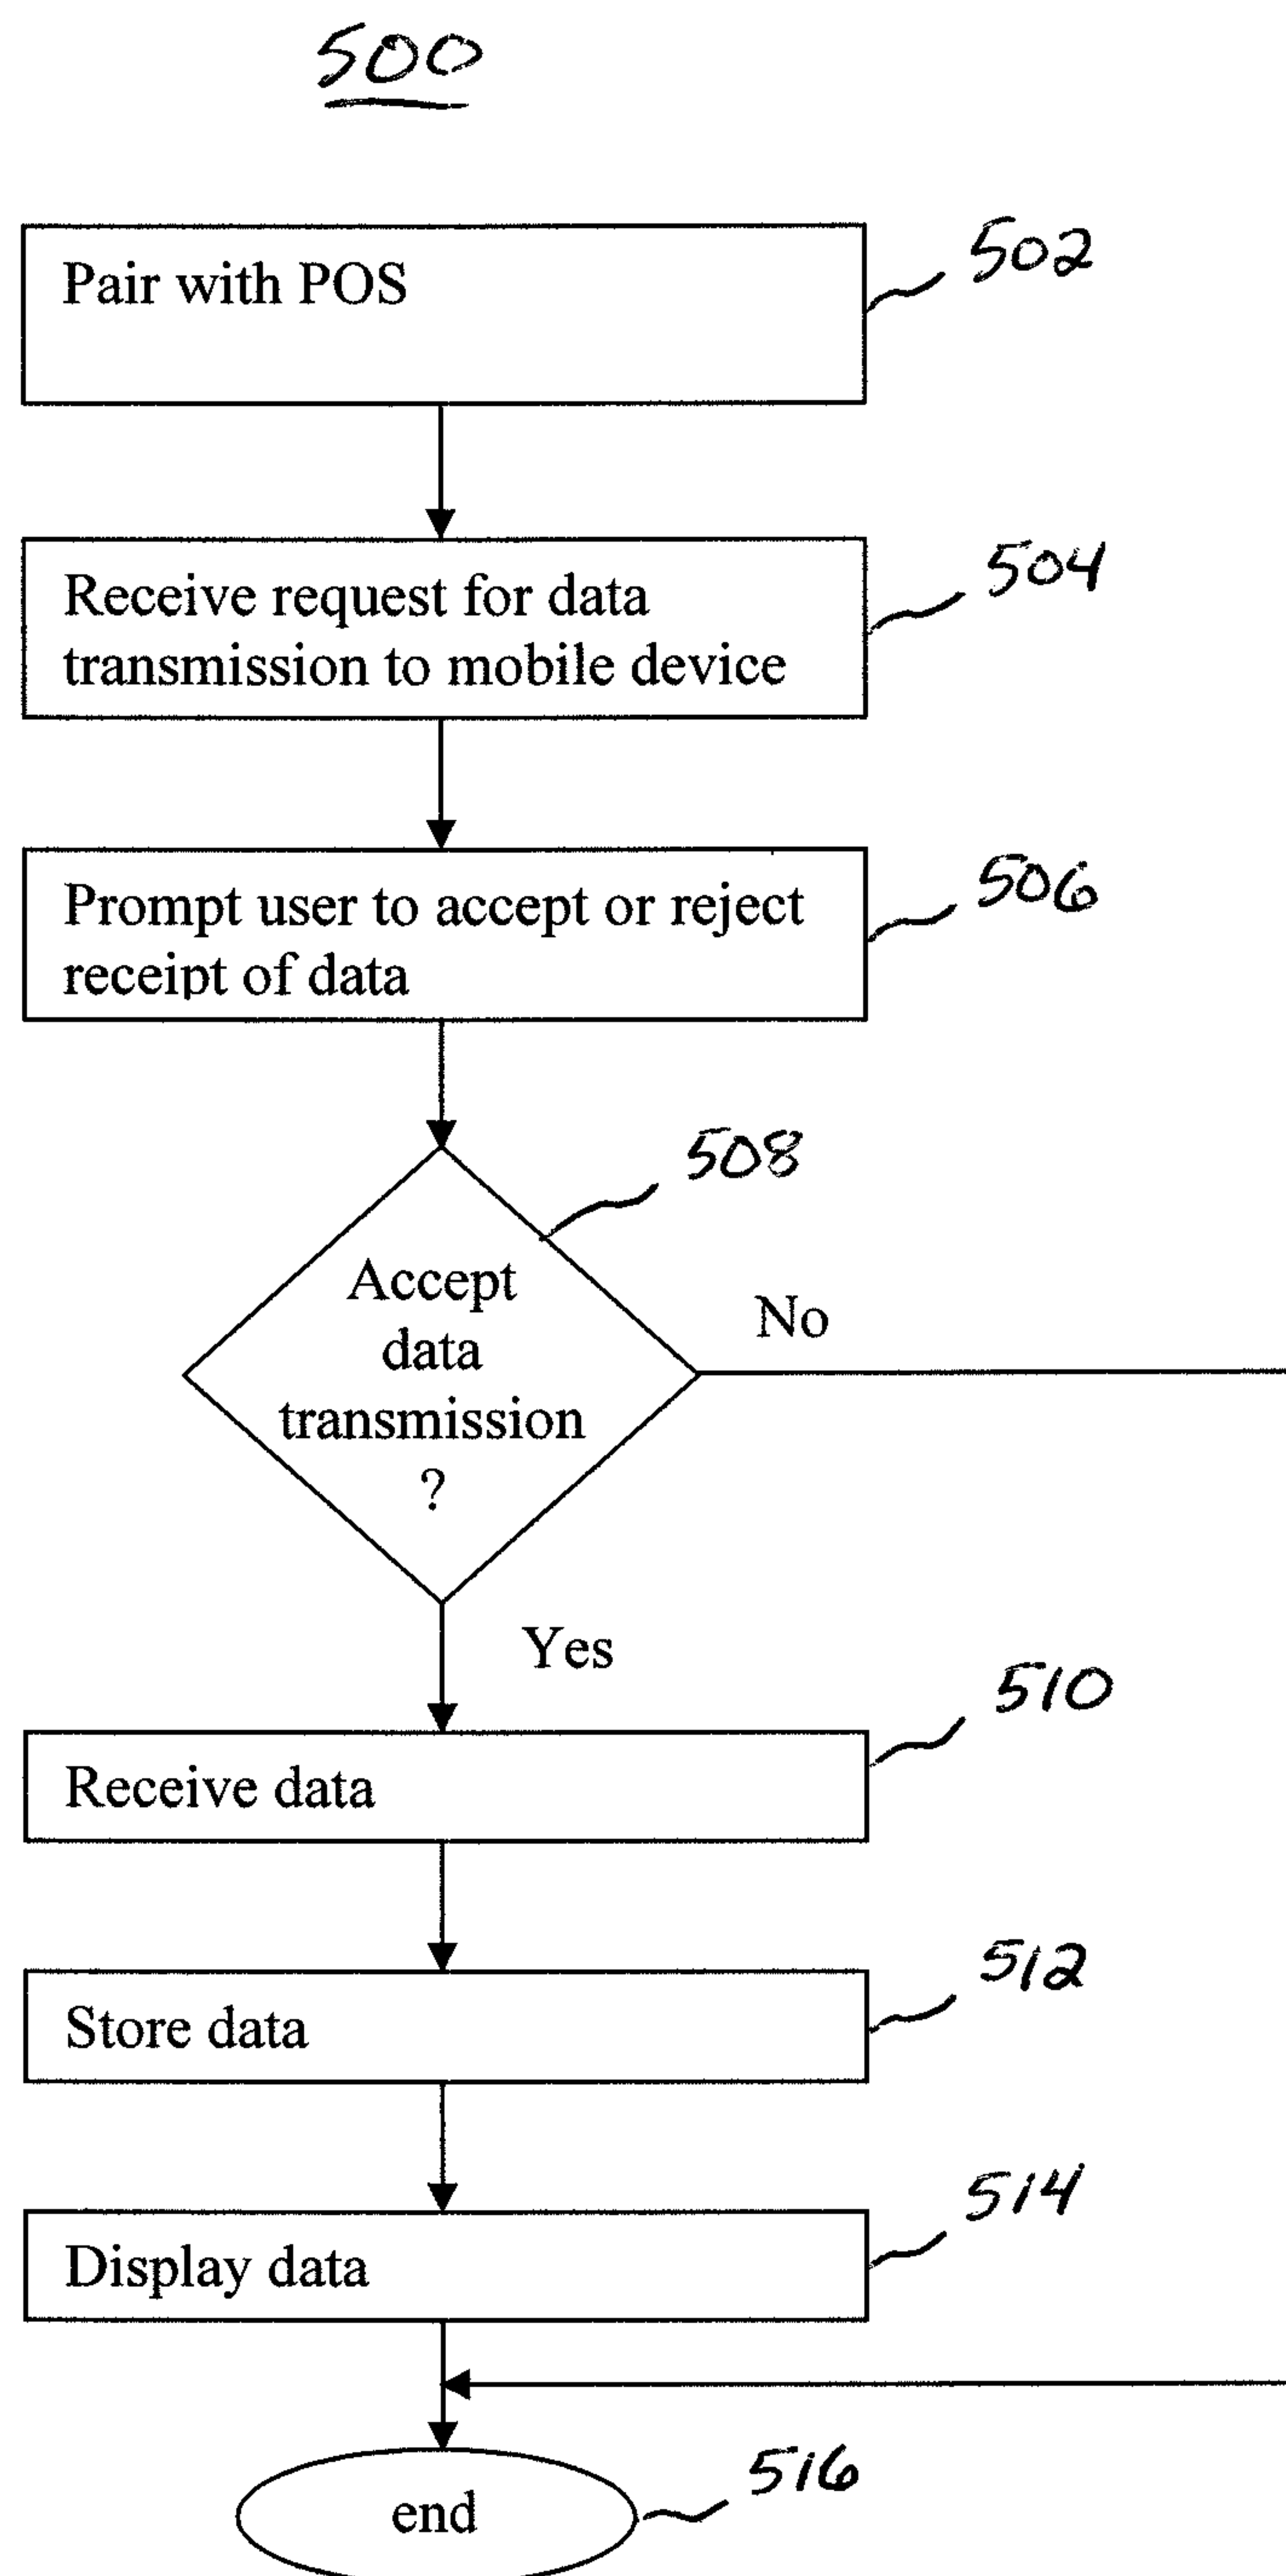 500
Pair with POS
502
Receive request for data
transmission to mobile device
504
Prompt user to accept or reject
receipt of data
506
508
Accept
data
transmission
?
No
Yes
510
Receive data
512
Store data
514
Display data
end
516